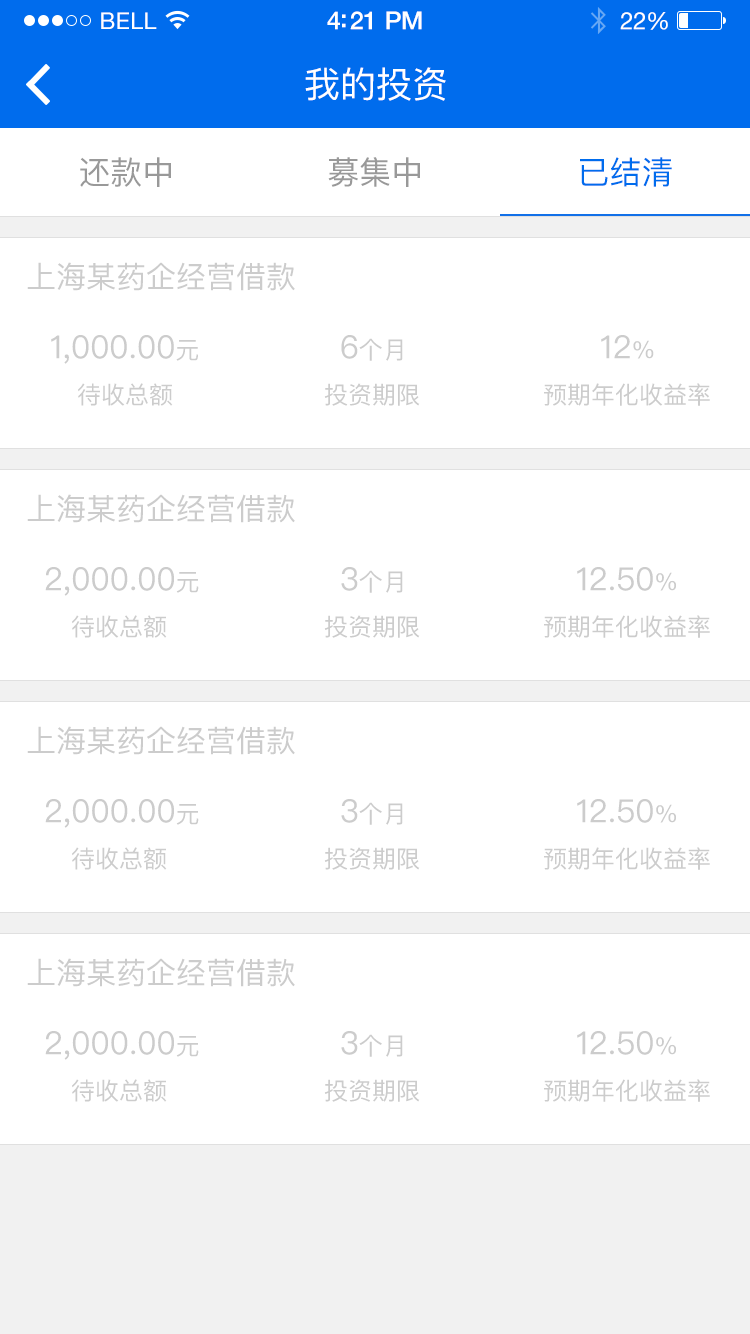 BELL 4:21 PM 22%
我的投资
还款中 募集中 已结清
上海某药企经营借款
1,000.00元 6个月 12%
待收总额 投资期限 预期年化收益率
上海某药企经营借款
2,000.00元 3个月 12.50%
待收总额 投资期限 预期年化收益率
上海某药企经营借款
2,000.00元 3个月 12.50%
待收总额 投资期限 预期年化收益率
上海某药企经营借款
2,000.00元 3个月 12.50%
待收总额 投资期限 预期年化收益率